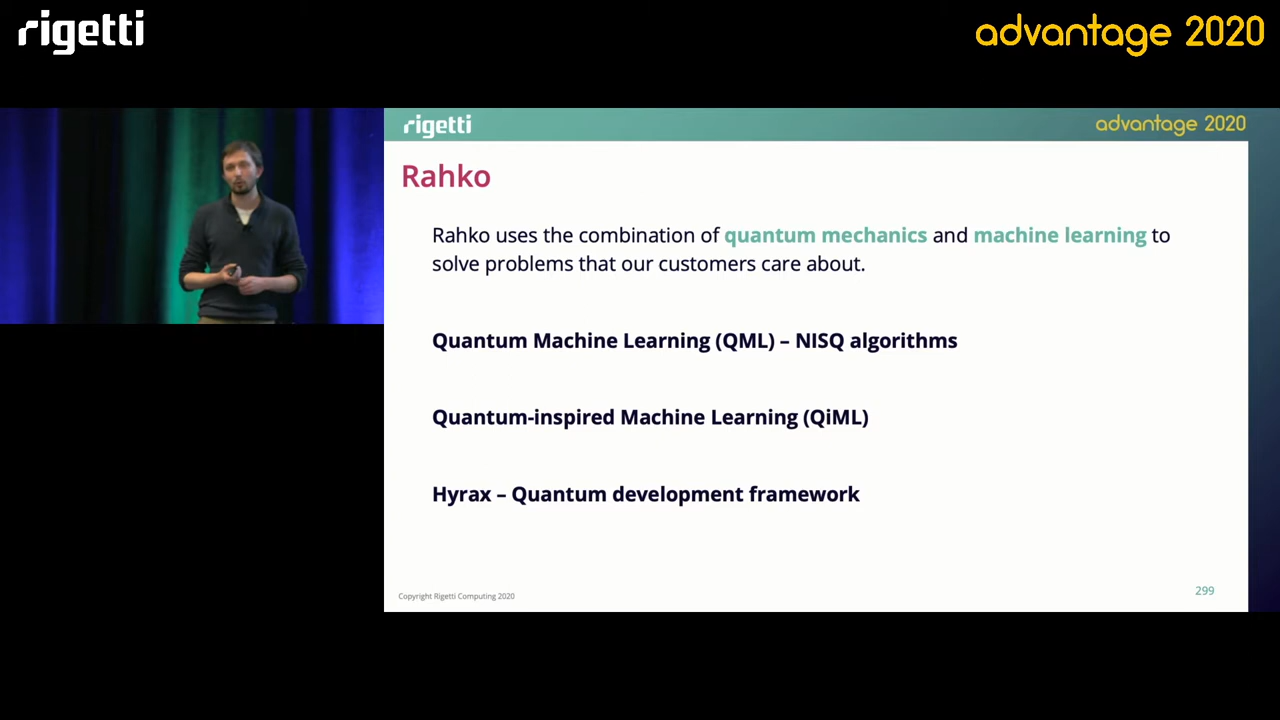 rigetti
advantage 2020
rigetti
advantage 2020
Rahko
Rahko uses the combination of quantum mechanics and machine learning to
solve problems that our customers care about.
Quantum Machine Learning (QML) – NISQ algorithms
Quantum-inspired Machine Learning (QiML)
Hyrax – Quantum development framework
Copyright Rigetti Computing 2020
299